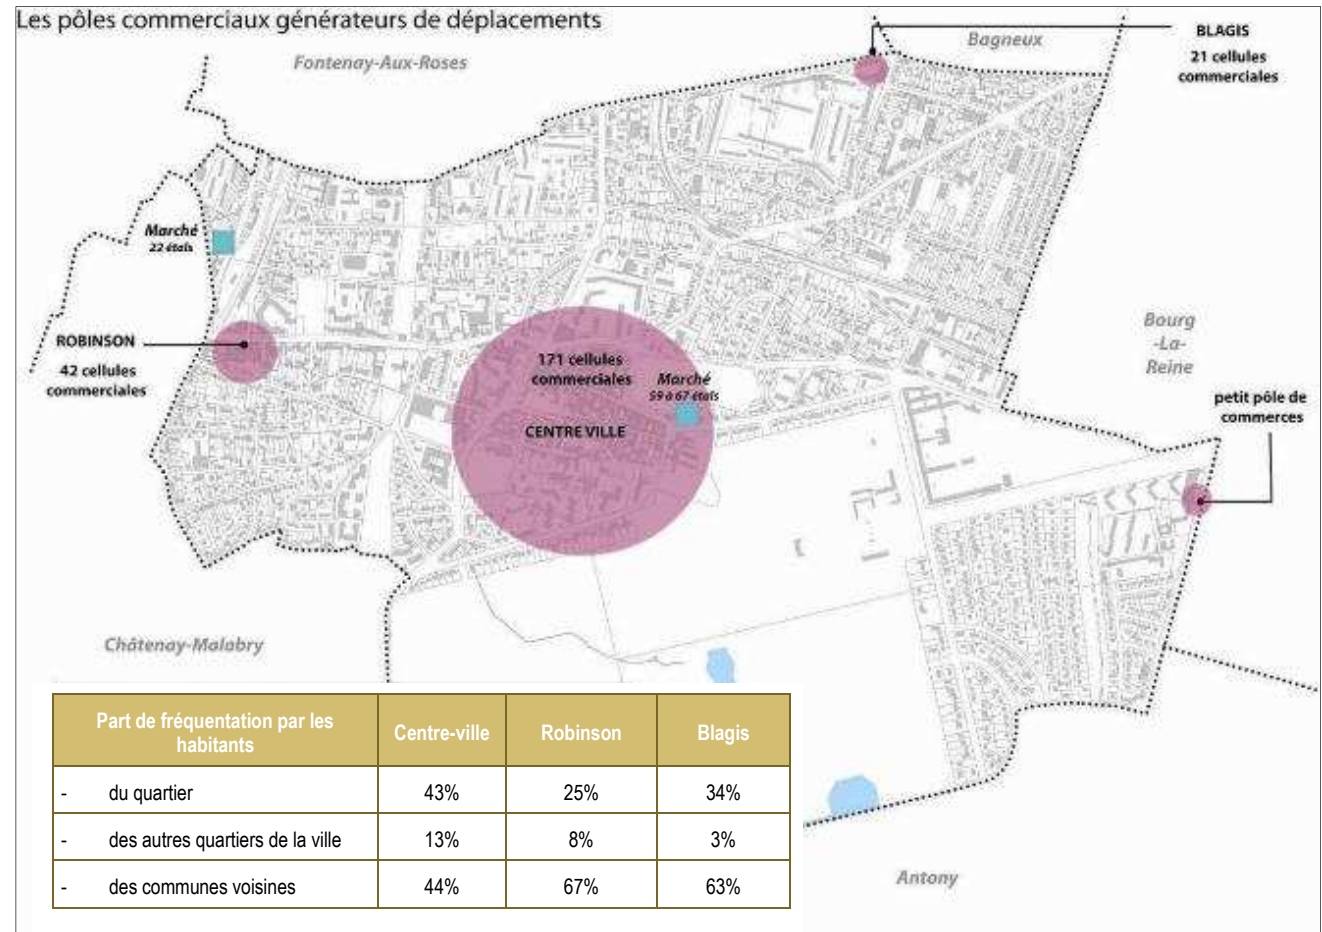 Les pôles commerciaux générateurs de déplacements
Fontenay-Aux-Roses
Bagneux
BLAGIS
21 cellules
commerciales
Marché
22 étals
ROBINSON
42 cellules
commerciales
171 cellules
commerciales
Marché
59 à 67 étals
CENTRE VILLE
Bourg
-La-
Reine
petit pôle de
commerces
Châtenay-Malabry
Antony
Part de fréquentation par les
habitants
Centre-ville
Robinson
Blagis
- du quartier 43% 25% 34%
- des autres quartiers de la ville 13% 8% 3%
- des communes voisines 44% 67% 63%